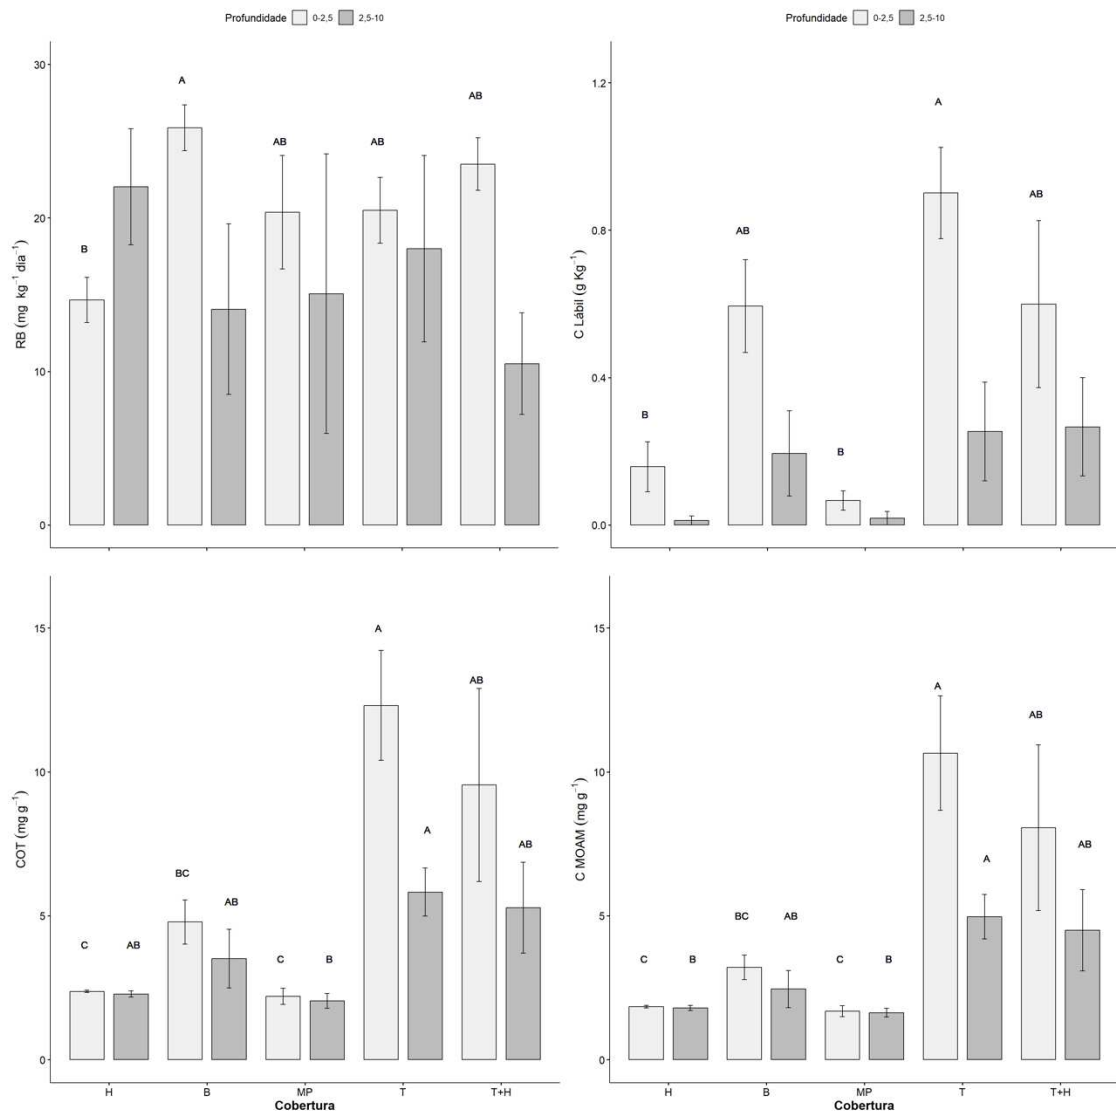 Profundidade 0-2,5 2,5-10
30
20
10
0
RB (mg kg⁻¹ dia⁻¹)
B
A
AB
AB
AB
Profundidade 0-2,5 2,5-10
1.2
0.8
0.4
0.0
C Lábil (g Kg⁻¹)
B
AB
B
A
AB
15
10
5
0
COT (mg g⁻¹)
C AB
BC AB
C B
A A
AB AB
H B MP T T+H
Cobertura
15
10
5
0
C MOAM (mg g⁻¹)
C B
BC AB
C B
A A
AB AB
H B MP T T+H
Cobertura